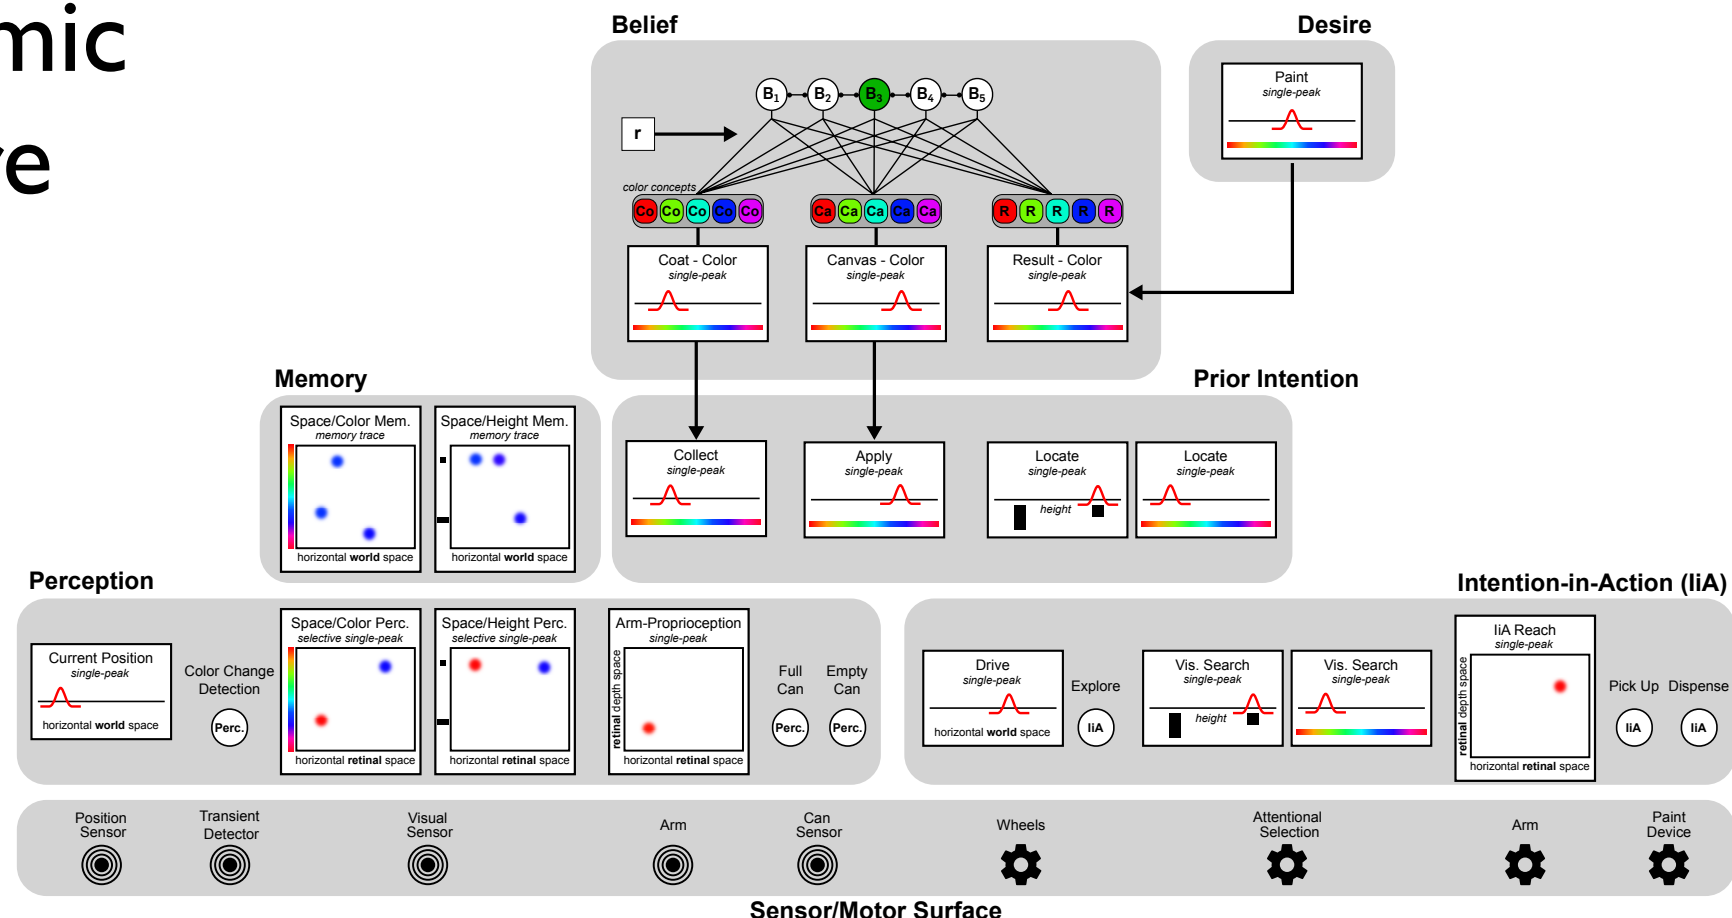 mic
re
Belief
Desire
B1 B2 B3 B4 B5
r
Paint
single-peak
color concepts
Co Co Co Co Co
Ca Ca Ca Ca Ca
R R R R R
Coat - Color
single-peak
Canvas - Color
single-peak
Result - Color
single-peak
Memory
Prior Intention
Space/Color Mem.
memory trace
horizontal world space
Space/Height Mem.
memory trace
horizontal world space
Collect
single-peak
Apply
single-peak
Locate
single-peak
height
Locate
single-peak
Perception
Intention-in-Action (IiA)
Current Position
single-peak
horizontal world space
Color Change
Detection
Perc.
Space/Color Perc.
selective single-peak
horizontal retinal space
Space/Height Perc.
selective single-peak
horizontal retinal space
Arm-Proprioception
single-peak
retinal depth space
horizontal retinal space
Full
Can
Perc.
Empty
Can
Perc.
Drive
single-peak
horizontal world space
Explore
IiA
Vis. Search
single-peak
height
Vis. Search
single-peak
IiA Reach
single-peak
retinal depth space
horizontal retinal space
Pick Up
IiA
Dispense
IiA
Position
Sensor
Transient
Detector
Visual
Sensor
Arm
Can
Sensor
Wheels
Attentional
Selection
Arm
Paint
Device
Sensor/Motor Surface